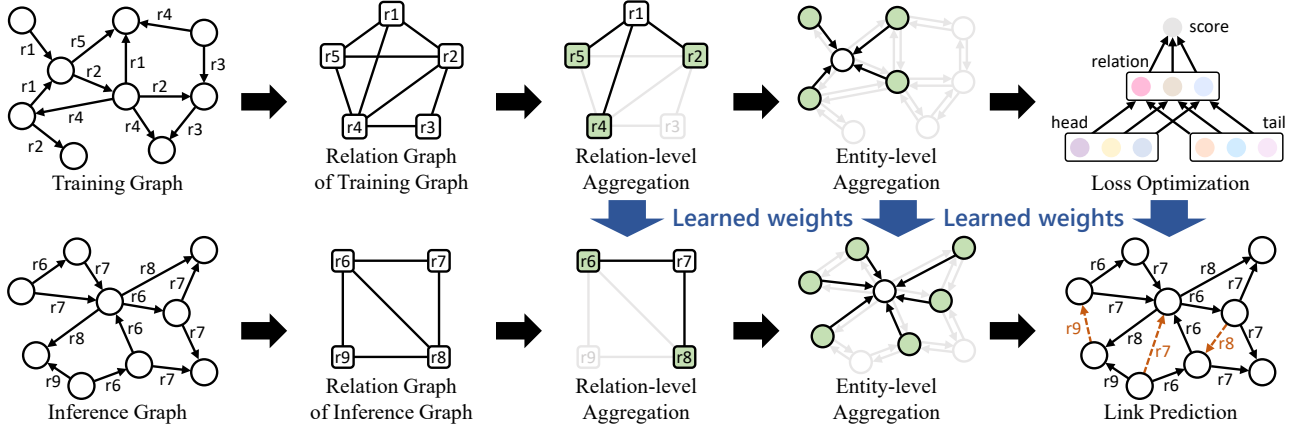 r1
r5
r4
r2
r1
r3
r1
r2
r4
r4
r3
r2
Training Graph
r1
r5
r2
r4
r3
Relation Graph
of Training Graph
r1
r5
r2
r4
r3
Relation-level
Aggregation
Entity-level
Aggregation
score
relation
head
tail
Loss Optimization
Learned weights
Learned weights
r6
r7
r8
r7
r7
r6
r8
r6
r7
r9
r6
r7
Inference Graph
r6
r7
r9
r8
Relation Graph
of Inference Graph
r6
r7
r9
r8
Relation-level
Aggregation
Entity-level
Aggregation
r6
r7
r8
r7
r7
r6
r9
r8
r7
r6
r8
r7
r9
r6
r7
Link Prediction